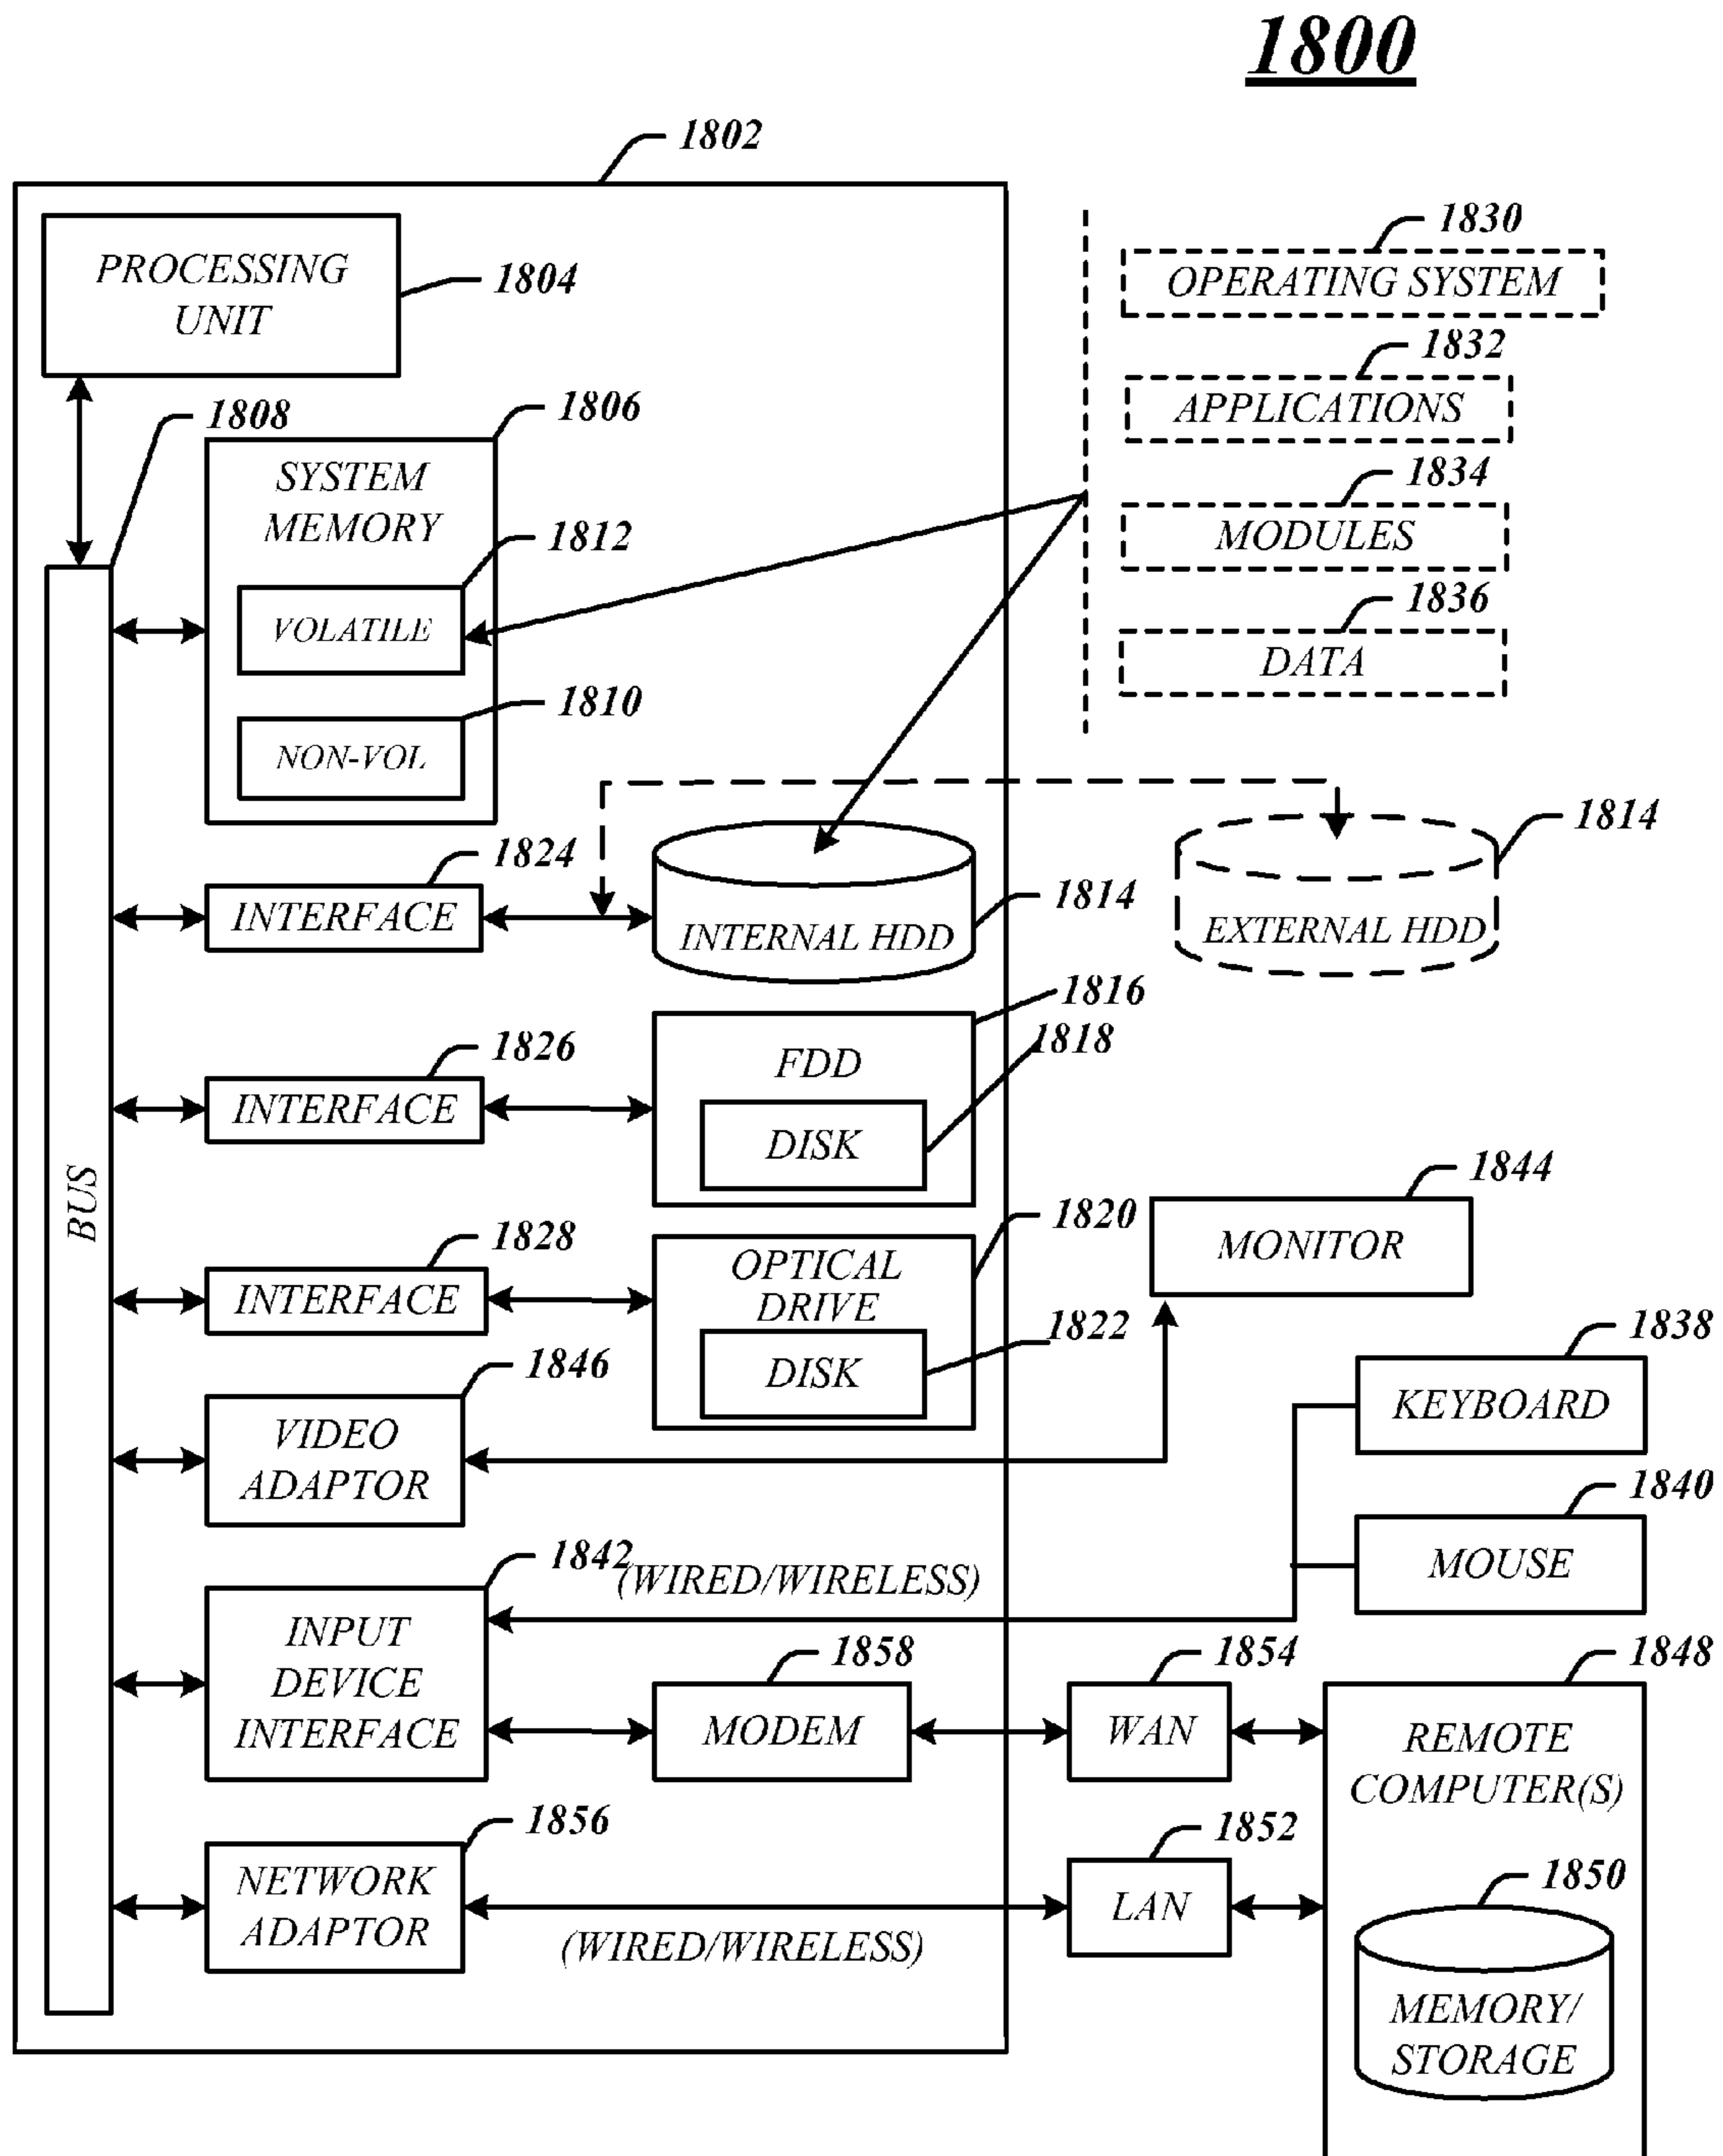 1800
1802
PROCESSING
UNIT
1804
1830
OPERATING SYSTEM
1832
APPLICATIONS
1834
MODULES
1836
DATA
1808
1806
SYSTEM
MEMORY
1812
VOLATILE
1810
NON-VOL
BUS
1824
INTERFACE
INTERNAL HDD
1814
1814
EXTERNAL HDD
1826
INTERFACE
1816
FDD
1818
DISK
1828
INTERFACE
1820
OPTICAL
DRIVE
1822
DISK
1844
MONITOR
1846
VIDEO
ADAPTOR
1838
KEYBOARD
1840
MOUSE
1842
(WIRED/WIRELESS)
INPUT
DEVICE
INTERFACE
1858
MODEM
1854
WAN
1848
REMOTE
COMPUTER(S)
1856
NETWORK
ADAPTOR
(WIRED/WIRELESS)
1852
LAN
1850
MEMORY/
STORAGE